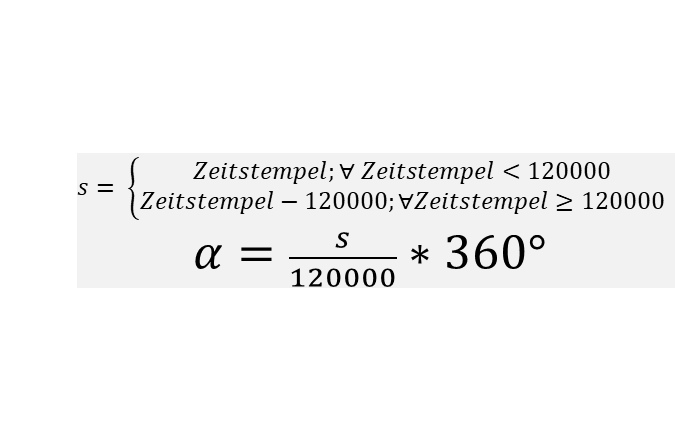 s = { Zeitstempel; ∀ Zeitstempel < 120000
Zeitstempel − 120000; ∀Zeitstempel ≥ 120000
α = s/120000 * 360°